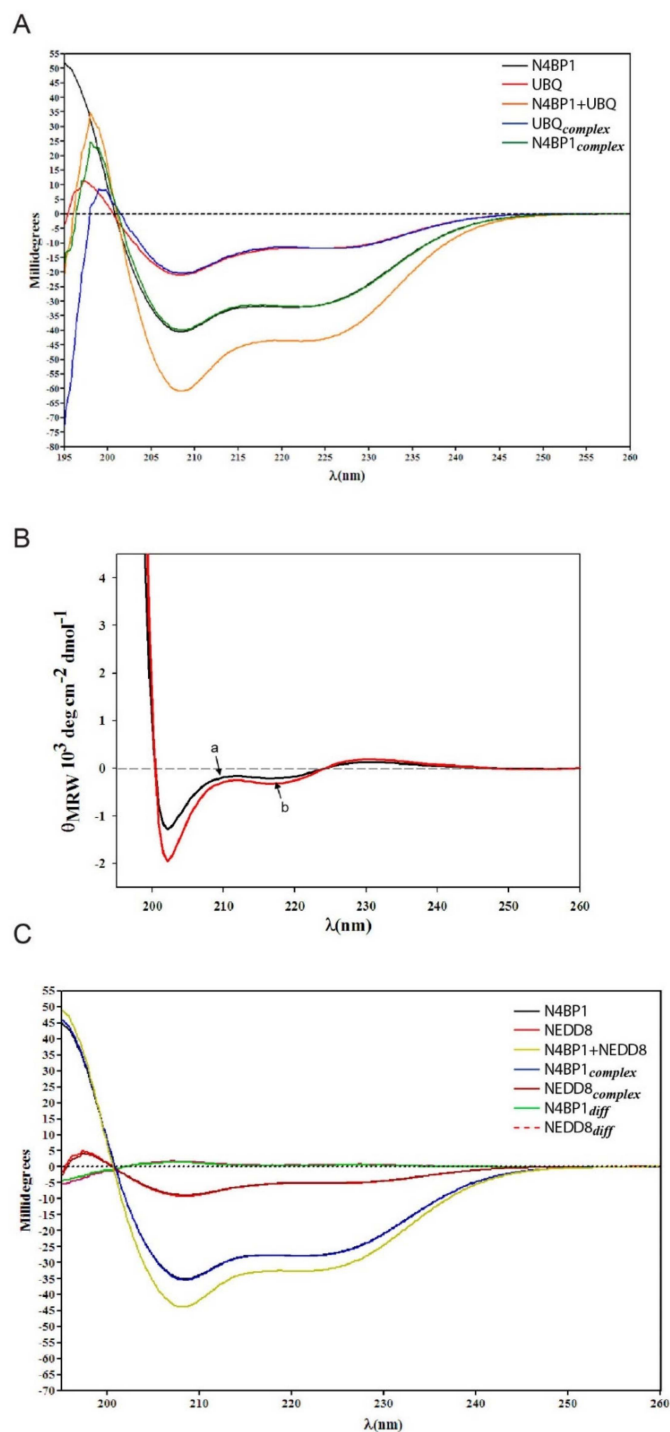 A
55
50
45
40
35
30
25
20
15
10
5
0
-5
-10
-15
-20
-25
-30
-35
-40
-45
-50
-55
-60
-65
-70
-75
-80
Millidegrees
N4BP1
UBQ
N4BP1+UBQ
UBQcomplex
N4BP1complex
195 200 205 210 215 220 225 230 235 240 245 250 255 260
λ(nm)
B
4
3
2
1
0
-1
-2
θMRW 10³ deg cm⁻² dmol⁻¹
a
b
200 210 220 230 240 250 260
λ(nm)
C
55
50
45
40
35
30
25
20
15
10
5
0
-5
-10
-15
-20
-25
-30
-35
-40
-45
-50
-55
-60
-65
-70
Millidegrees
N4BP1
NEDD8
N4BP1+NEDD8
N4BP1complex
NEDD8complex
N4BP1diff
NEDD8diff
200 210 220 230 240 250 260
λ(nm)